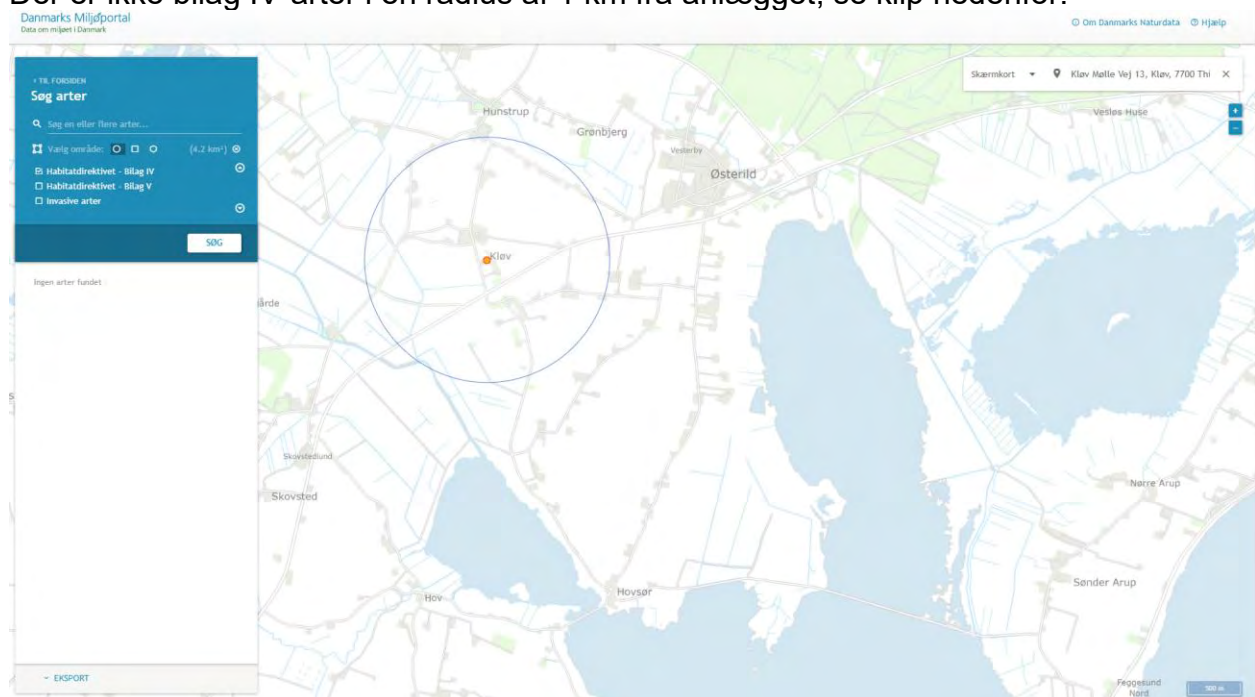 Der er ikke bilag IV-arter i en radius af 1 km fra anlægget, se klip nedenfor:
Danmarks Miljøportal
Data om miljøet i Danmark
Om Danmarks Naturdata
Hjælp
‹ TIL FORSIDEN
Søg arter
Søg en eller flere arter...
Vælg område:
(4.2 km²)
Habitatdirektivet - Bilag IV
Habitatdirektivet - Bilag V
Invasive arter
SØG
Ingen arter fundet
EKSPORT
Skærmkort
Kløv Mølle Vej 13, Kløv, 7700 Thi
Hunstrup
Grønbjerg
Vesterby
Østerild
Vesløs Huse
Kløv
årde
Skovstedlund
Skovsted
Nørre Arup
Hov
Hovsør
Sønder Arup
Feggesund
Nord
500 m